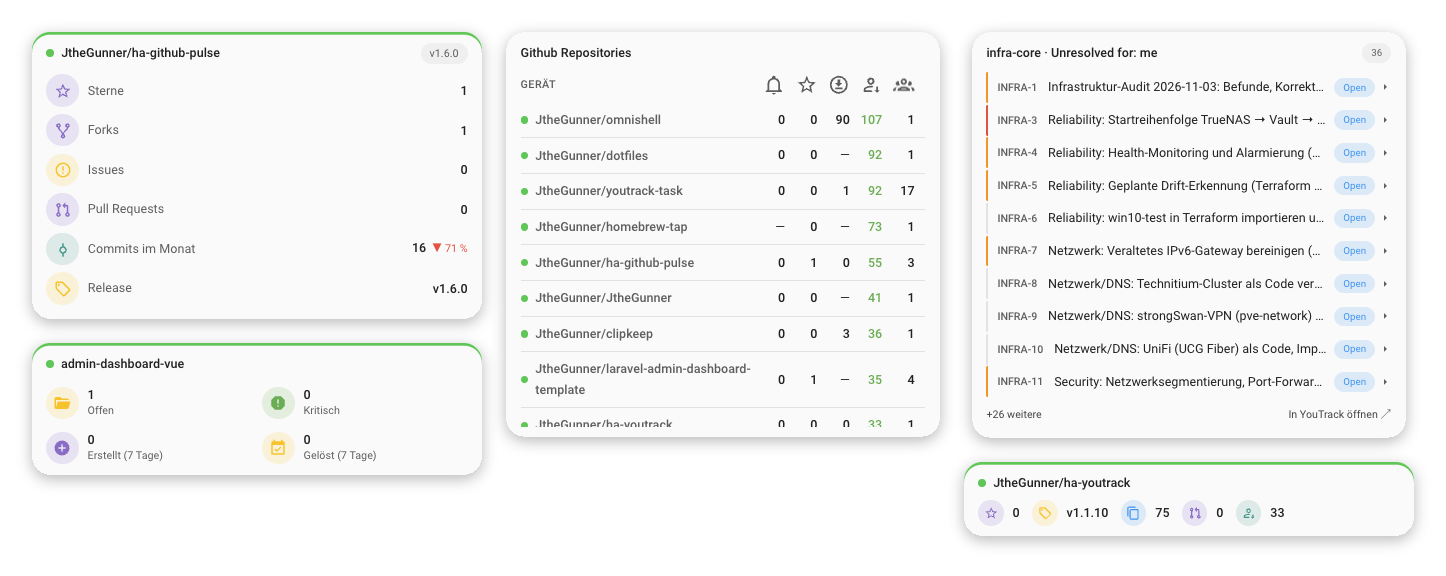 JtheGunner/ha-github-pulse v1.6.0
Sterne 1
Forks 1
Issues 0
Pull Requests 0
Commits im Monat 16 ▼ 71 %
Release v1.6.0
admin-dashboard-vue
1 0
Offen Kritisch
0 0
Erstellt (7 Tage) Gelöst (7 Tage)
Github Repositories
GERÄT
JtheGunner/omnishell 0 0 90 107 1
JtheGunner/dotfiles 0 0 — 92 1
JtheGunner/youtrack-task 0 0 1 92 17
JtheGunner/homebrew-tap — 0 — 73 1
JtheGunner/ha-github-pulse 0 1 0 55 3
JtheGunner/JtheGunner 0 0 — 41 1
JtheGunner/clipkeep 0 0 3 36 1
JtheGunner/laravel-admin-dashboard-
template 0 1 — 35 4
JtheGunner/ha-youtrack 0 0 0 33 1
infra-core · Unresolved for: me 36
INFRA-1 Infrastruktur-Audit 2026-11-03: Befunde, Korrekt… Open
INFRA-3 Reliability: Startreihenfolge TrueNAS → Vault → … Open
INFRA-4 Reliability: Health-Monitoring und Alarmierung (… Open
INFRA-5 Reliability: Geplante Drift-Erkennung (Terraform … Open
INFRA-6 Reliability: win10-test in Terraform importieren u… Open
INFRA-7 Netzwerk: Veraltetes IPv6-Gateway bereinigen (… Open
INFRA-8 Netzwerk/DNS: Technitium-Cluster als Code ver… Open
INFRA-9 Netzwerk/DNS: strongSwan-VPN (pve-network) … Open
INFRA-10 Netzwerk/DNS: UniFi (UCG Fiber) als Code, Imp… Open
INFRA-11 Security: Netzwerksegmentierung, Port-Forwar… Open
+26 weitere In YouTrack öffnen ↗
JtheGunner/ha-youtrack
0 v1.1.10 75 0 33